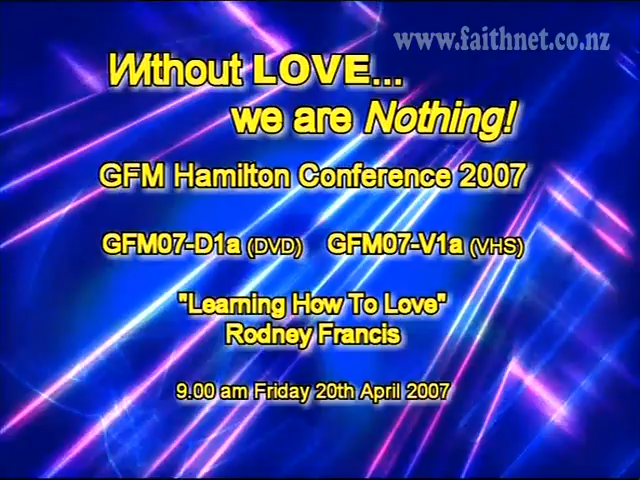 www.faithnet.co.nz
Without LOVE...
we are Nothing!
GFM Hamilton Conference 2007
GFM07-D1a (DVD) GFM07-V1a (VHS)
"Learning How To Love"
Rodney Francis
9.00 am Friday 20th April 2007